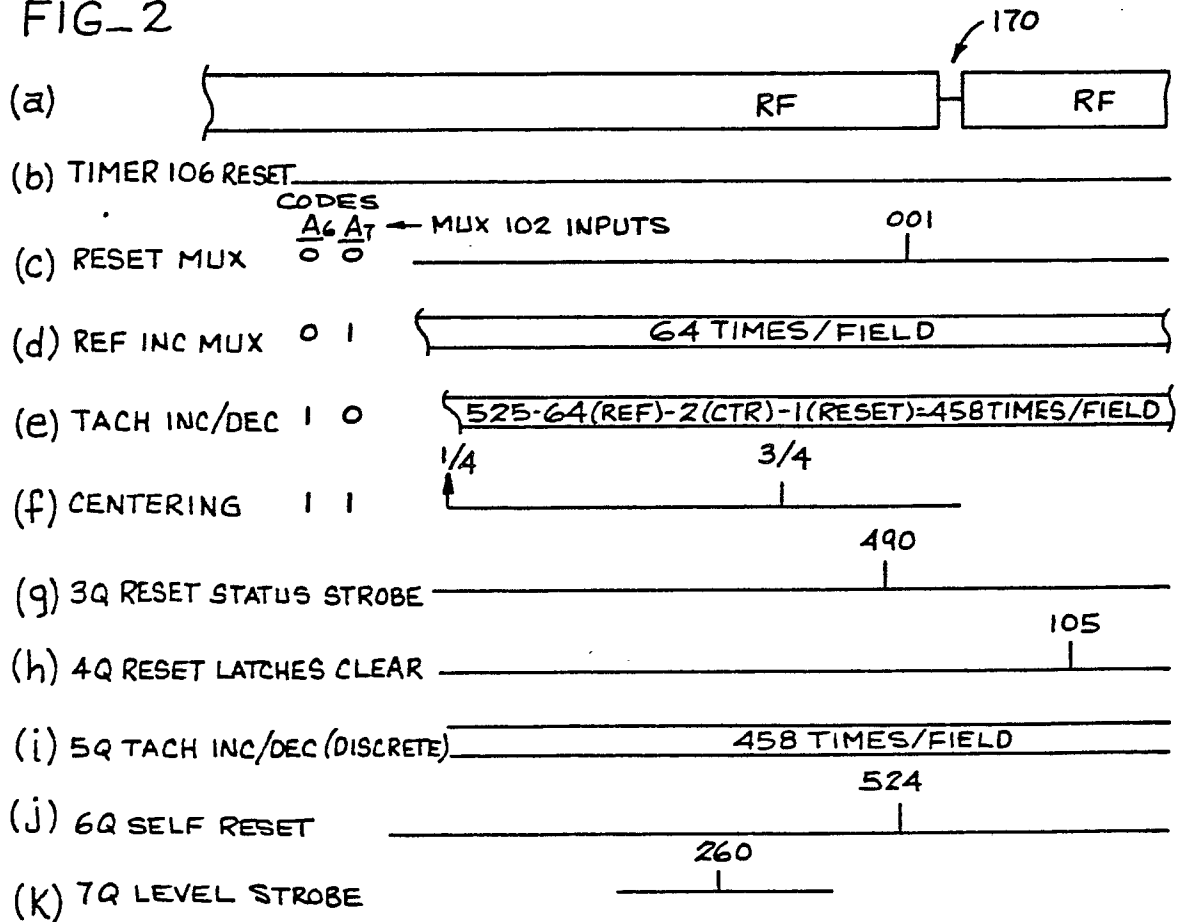 FIG_2
170
(a) RF RF
(b) TIMER 106 RESET
CODES
A6 A7 ← MUX 102 INPUTS
001
(c) RESET MUX 0 0
(d) REF INC MUX 0 1 64 TIMES/FIELD
(e) TACH INC/DEC 1 0 525-64(REF)-2(CTR)-1(RESET)=458TIMES/FIELD
1/4 3/4
(f) CENTERING 1 1
490
(g) 3Q RESET STATUS STROBE
105
(h) 4Q RESET LATCHES CLEAR
(i) 5Q TACH INC/DEC (DISCRETE) 458 TIMES/FIELD
524
(j) 6Q SELF RESET
260
(k) 7Q LEVEL STROBE